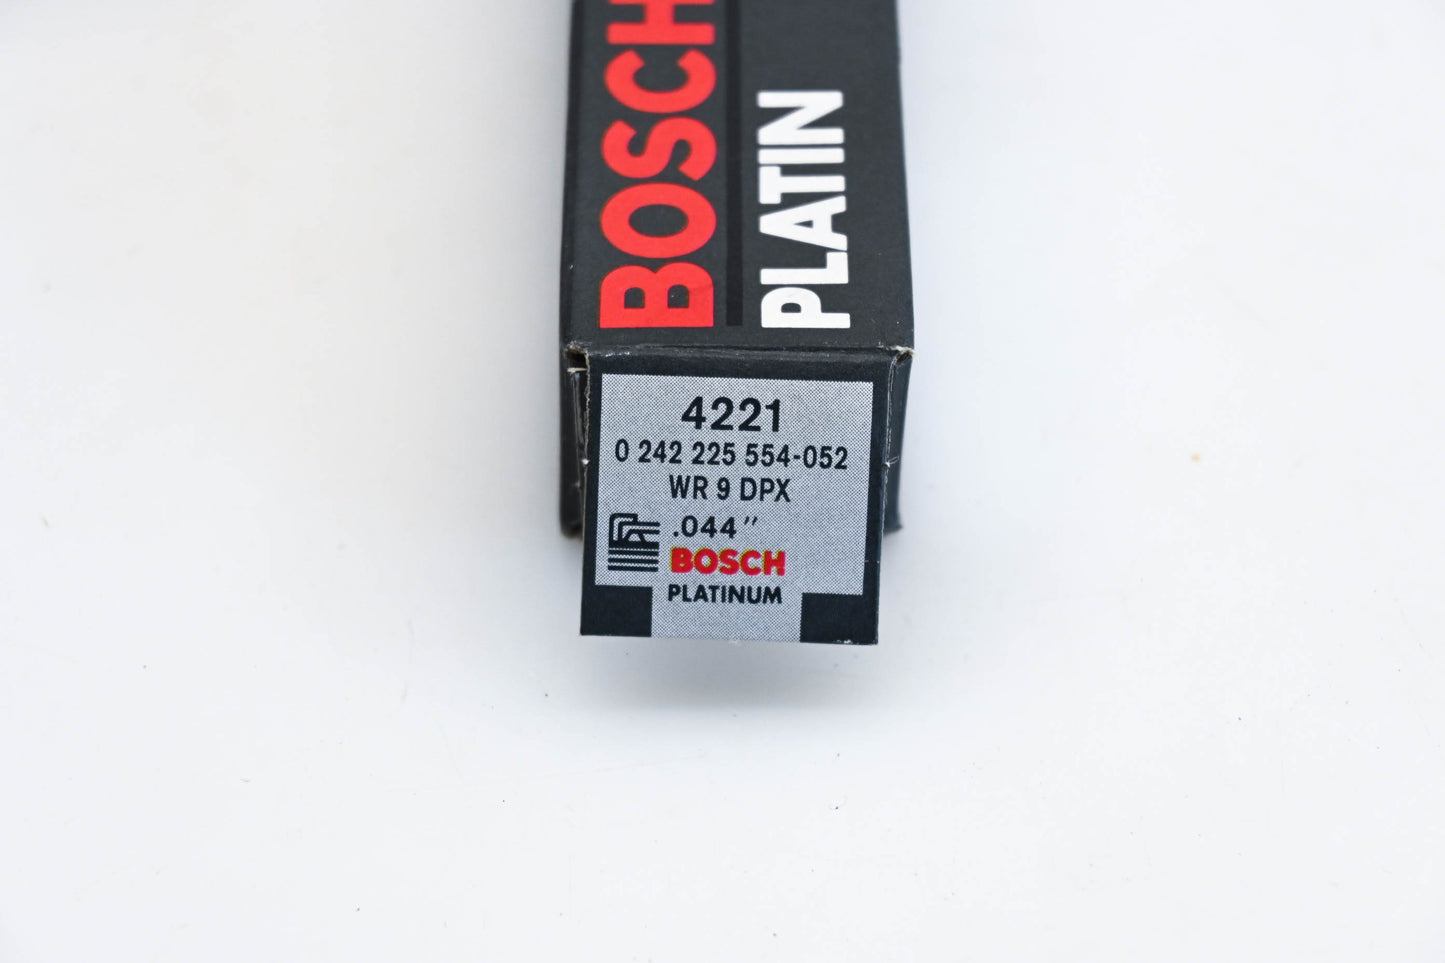 BOSCH
PLATIN
4221
0 242 225 554-052
WR 9 DPX
.044"
BOSCH
PLATINUM